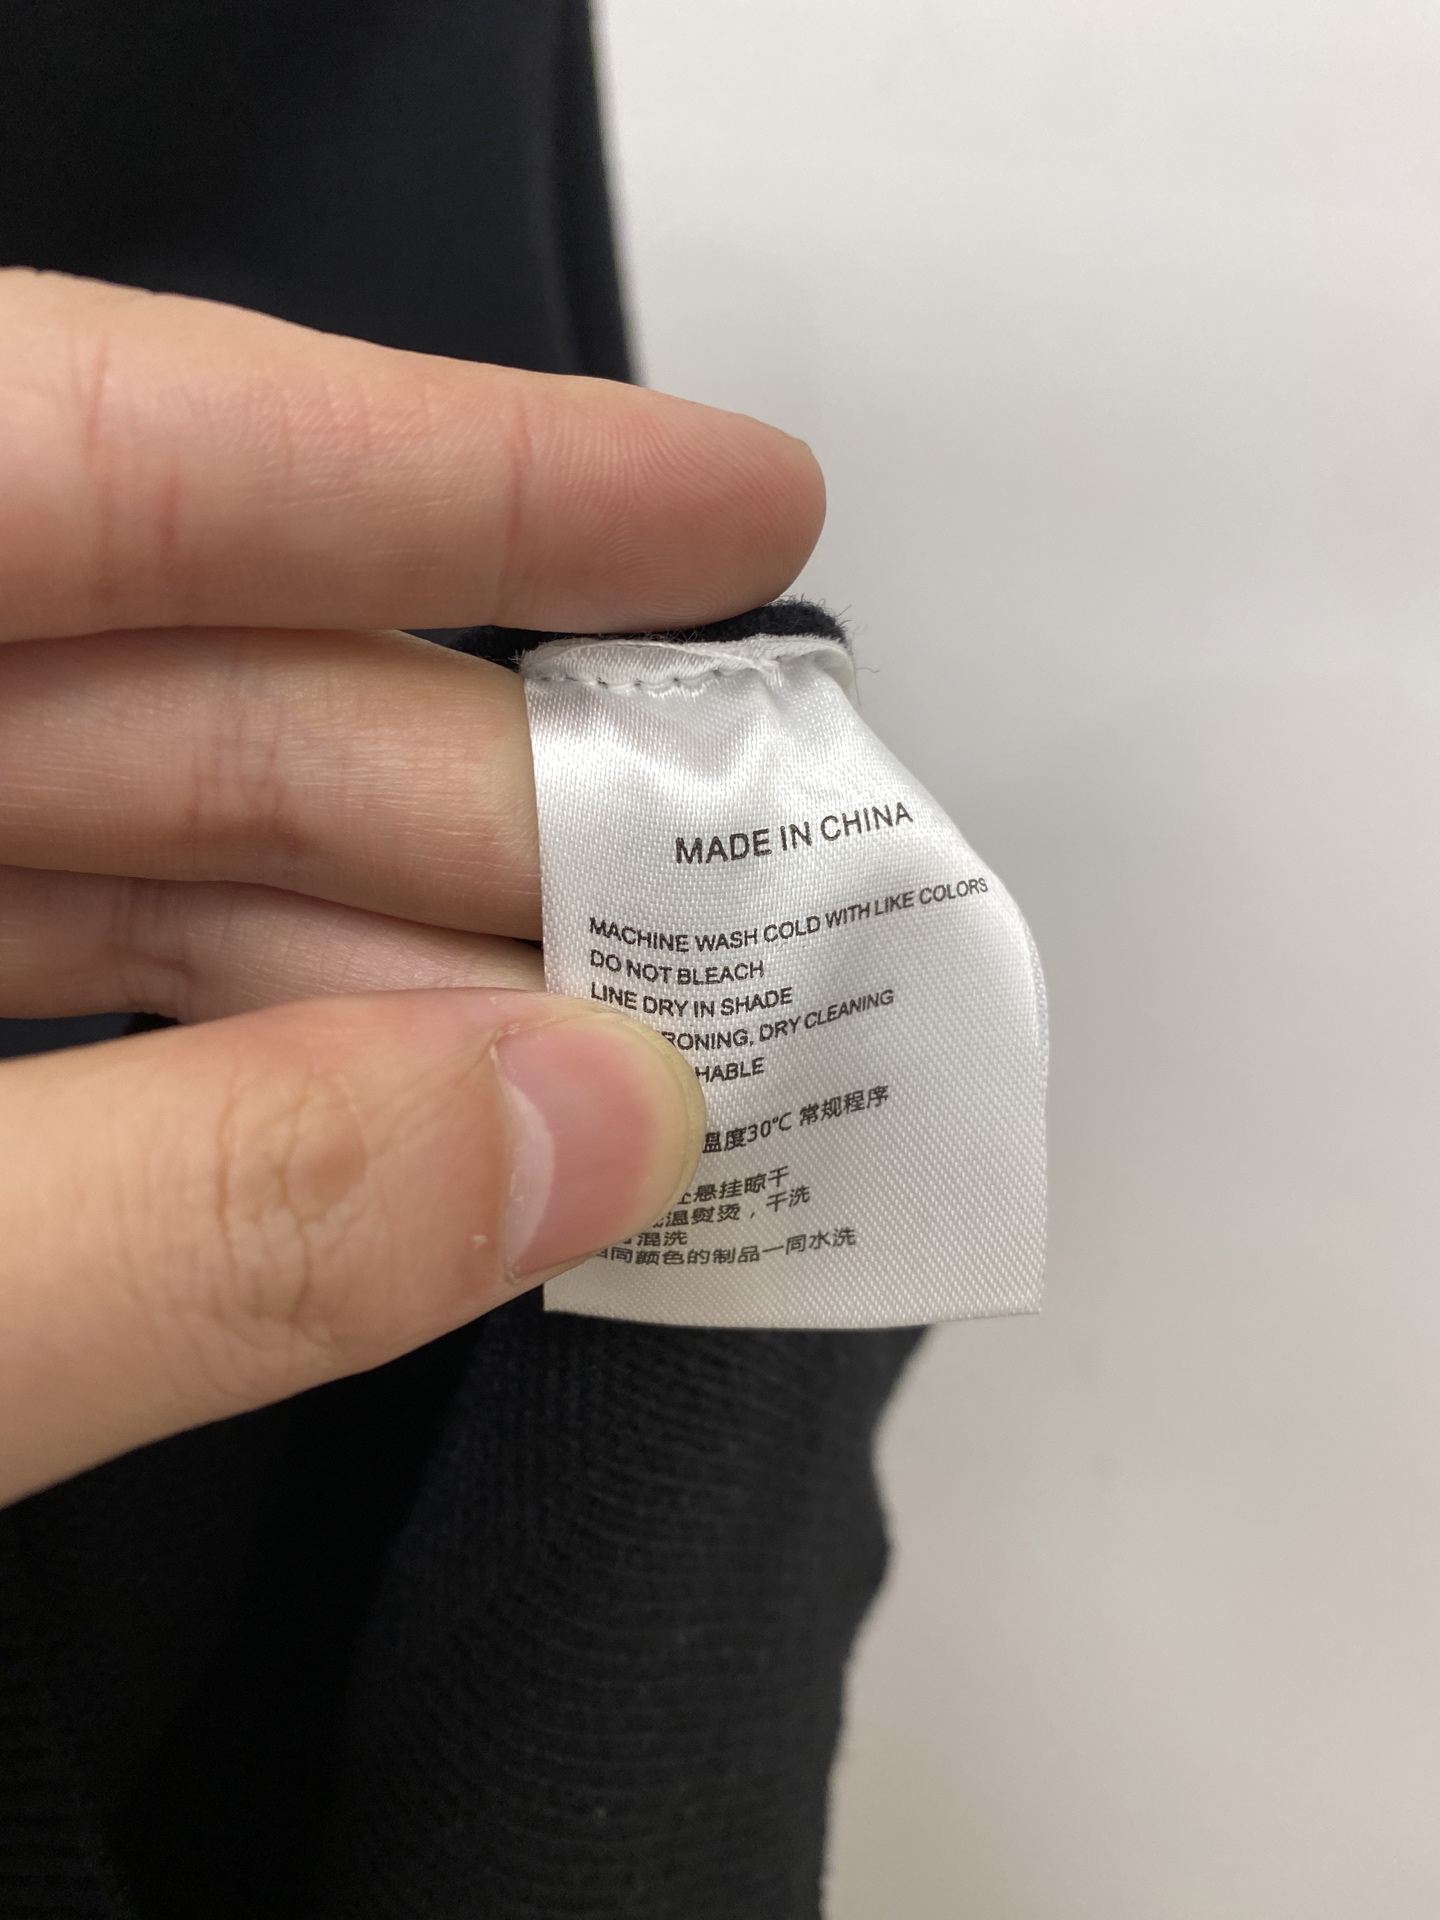 MADE IN CHINA
MACHINE WASH COLD WITH LIKE COLORS
DO NOT BLEACH
LINE DRY IN SHADE
RONING, DRY CLEANING
HABLE
温度30℃ 常规程序
悬挂晾干
温熨烫，干洗
混洗
同颜色的制品一同水洗